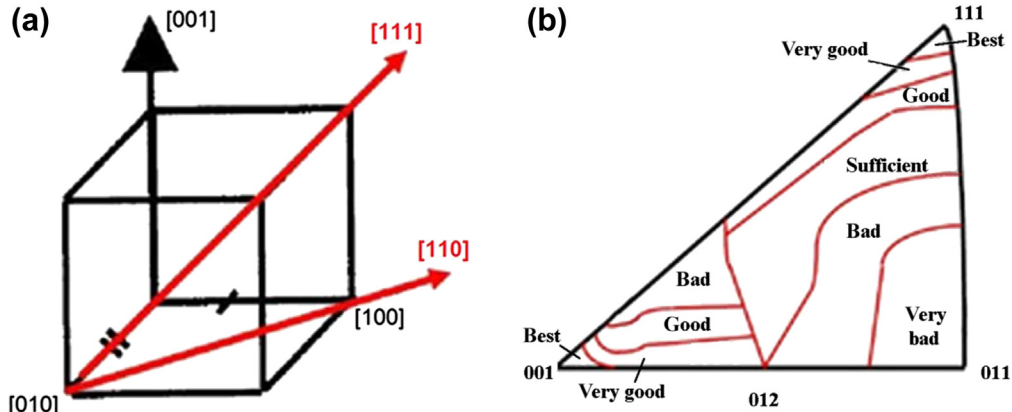 (a)
[001]
[111]
[110]
[100]
[010]
(b)
111
Best
Very good
Good
Sufficient
Bad
Bad
Good
Best
Very
bad
001
Very good
012
011